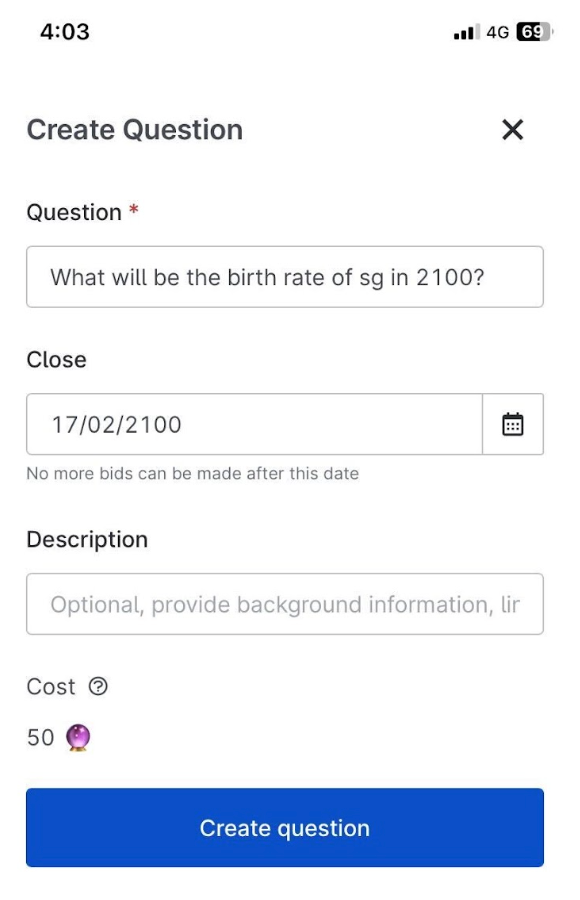 4:03
4G 69
Create Question
Question *
What will be the birth rate of sg in 2100?
Close
17/02/2100
No more bids can be made after this date
Description
Optional, provide background information, lir
Cost ?
50
Create question